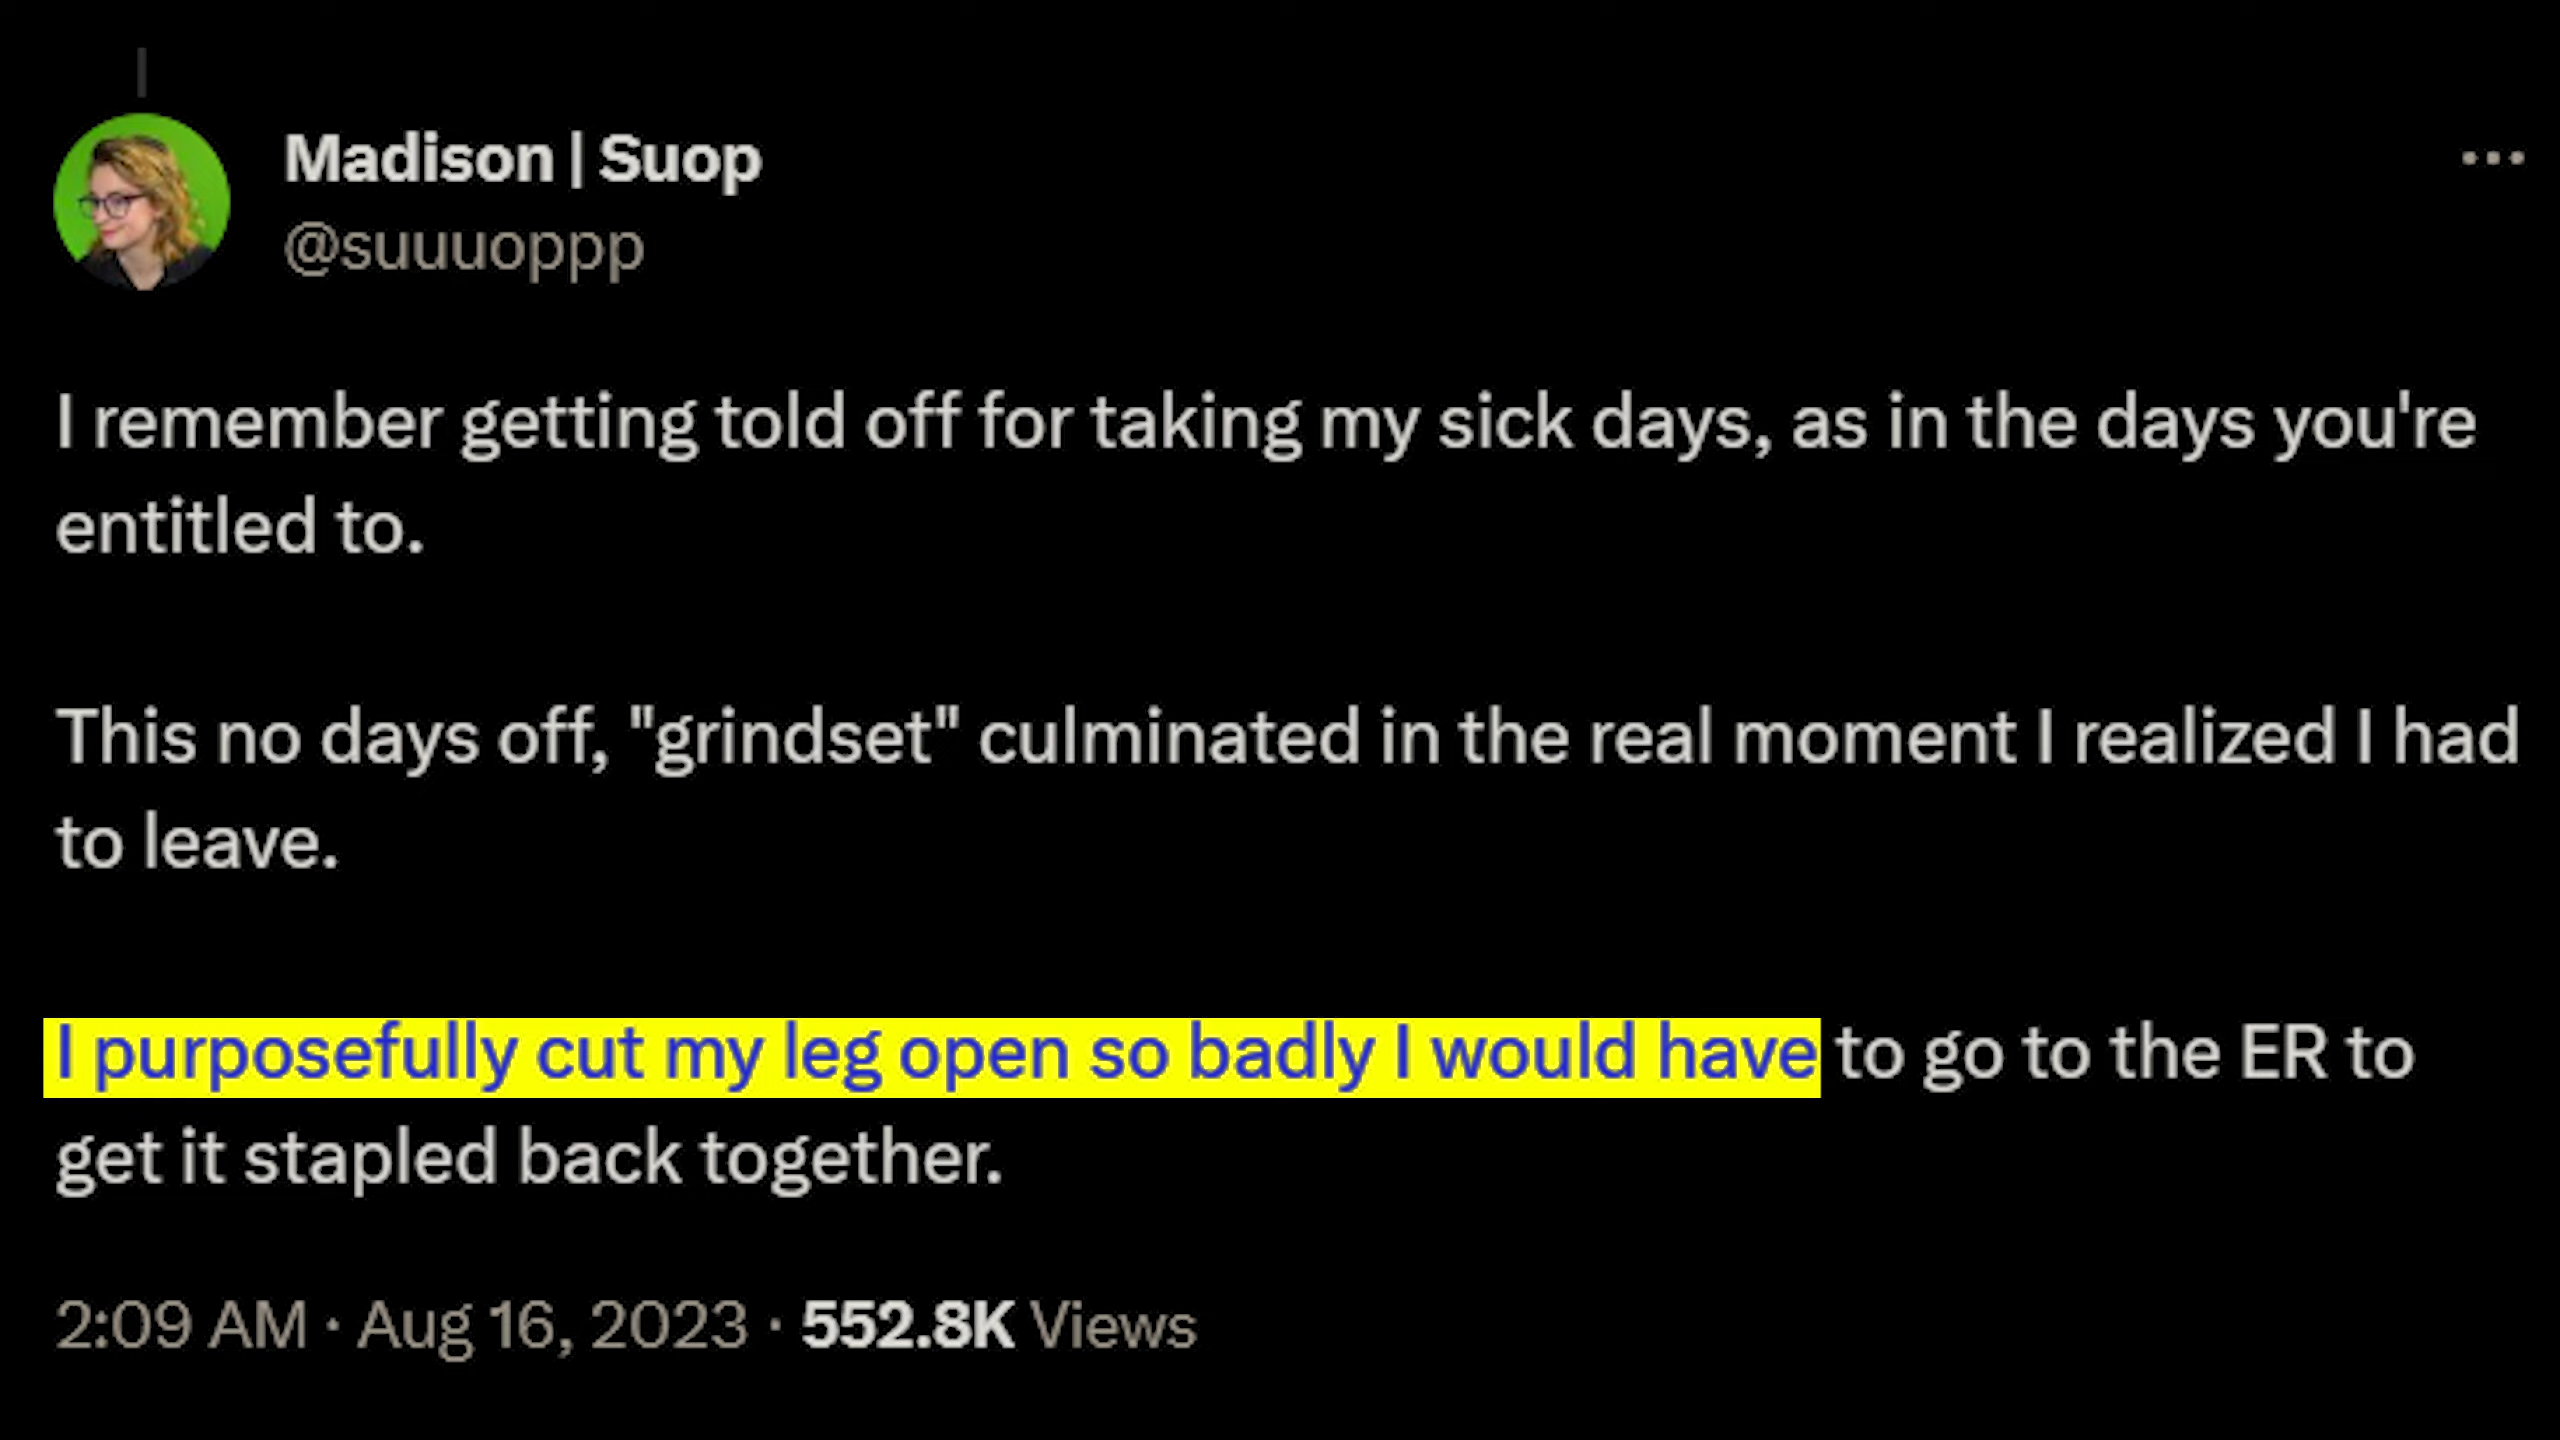 Madison | Suop
@suuuoppp
I remember getting told off for taking my sick days, as in the days you're
entitled to.
This no days off, "grindset" culminated in the real moment I realized I had
to leave.
I purposefully cut my leg open so badly I would have to go to the ER to
get it stapled back together.
2:09 AM · Aug 16, 2023 · 552.8K Views